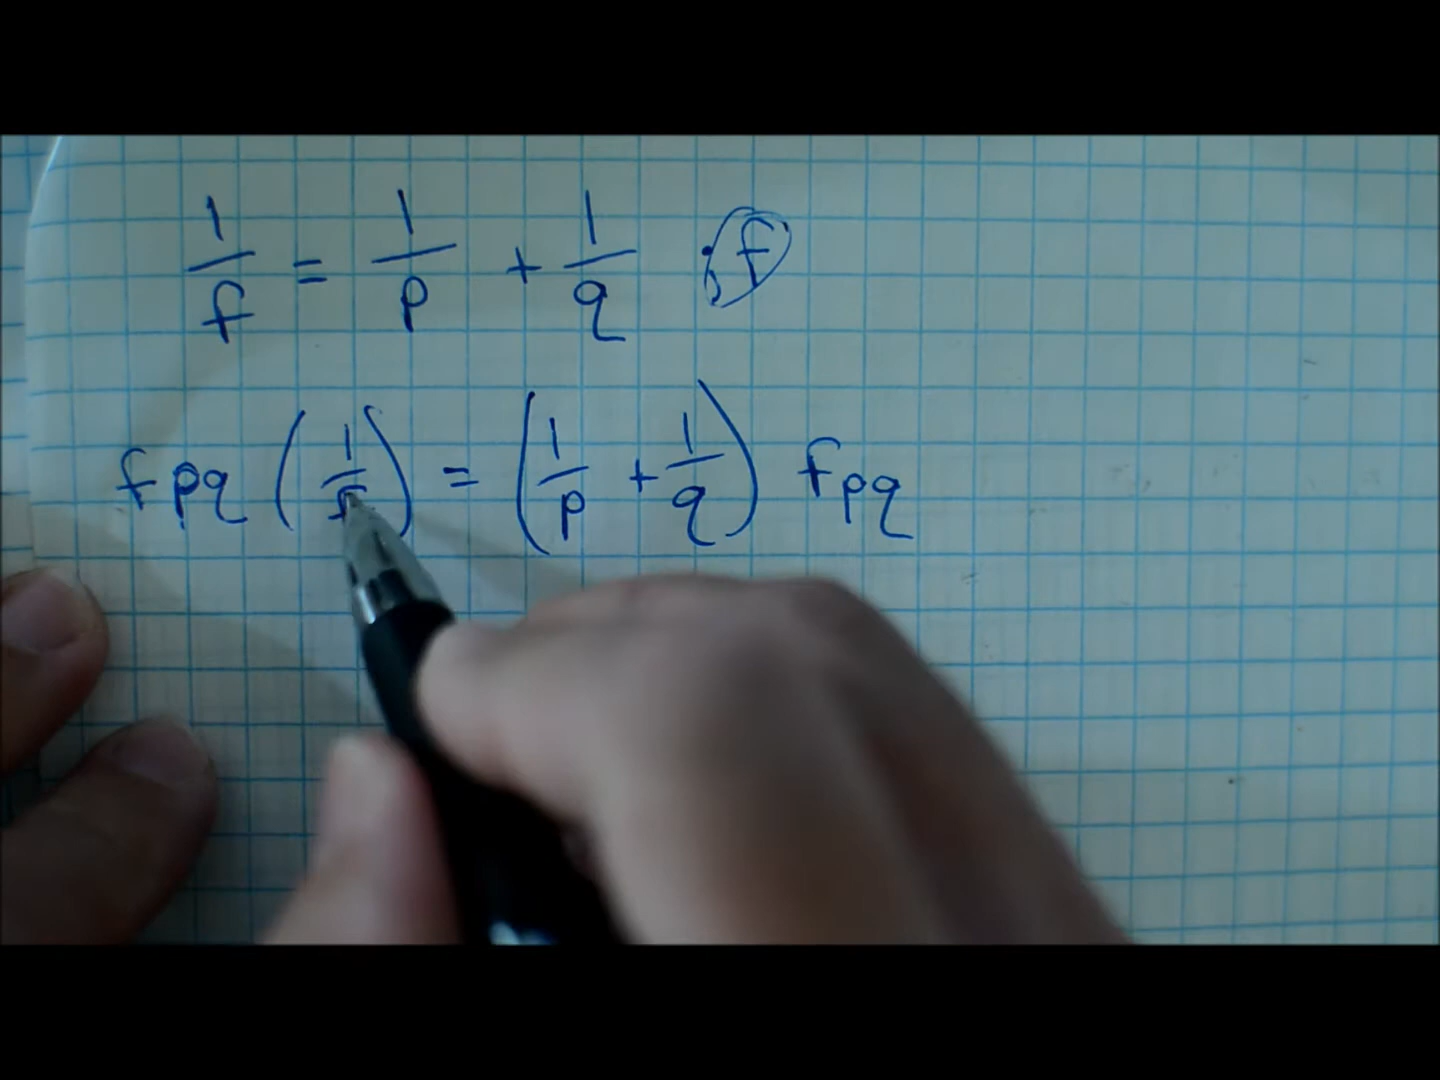 1/f = 1/p + 1/q ; f
fpq (1/f) = (1/p + 1/q) fpq